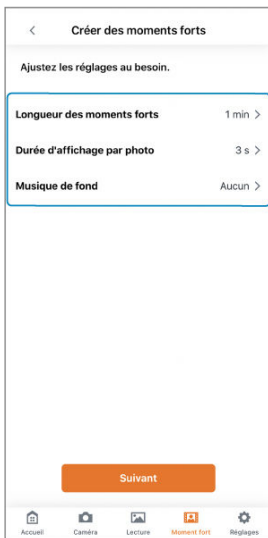 Créer des moments forts
Ajustez les réglages au besoin.
Longueur des moments forts 1 min
Durée d'affichage par photo 3 s
Musique de fond Aucun
Suivant
Accueil Caméra Lecture Moment fort Réglages